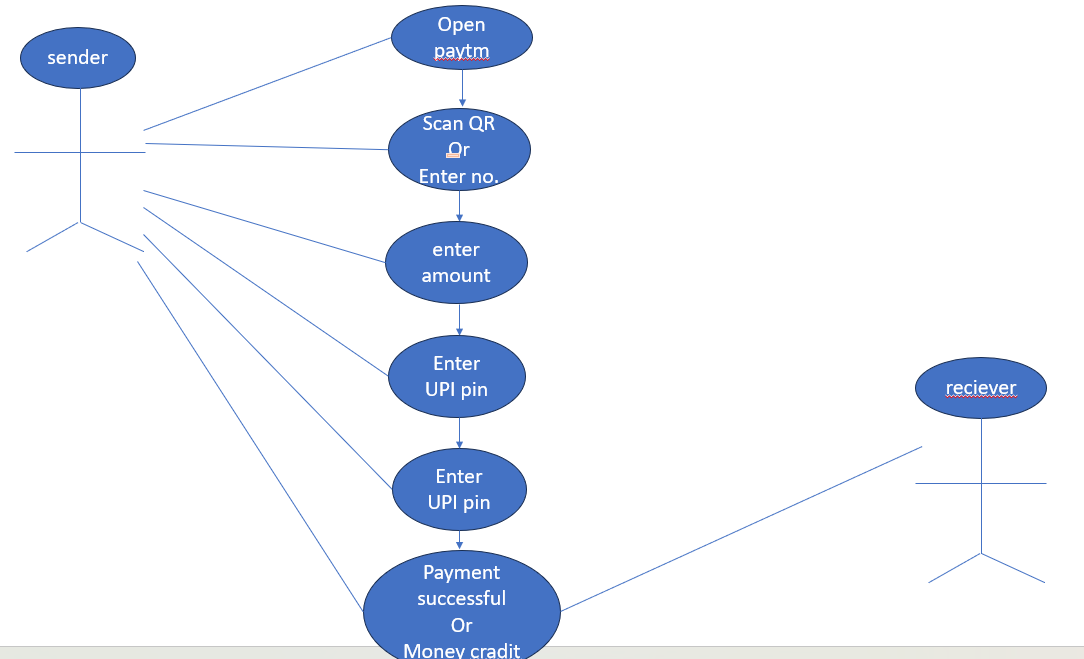 sender
Open
paytm
Scan QR
Or
Enter no.
enter
amount
Enter
UPI pin
reciever
Enter
UPI pin
Payment
successful
Or
Money cradit